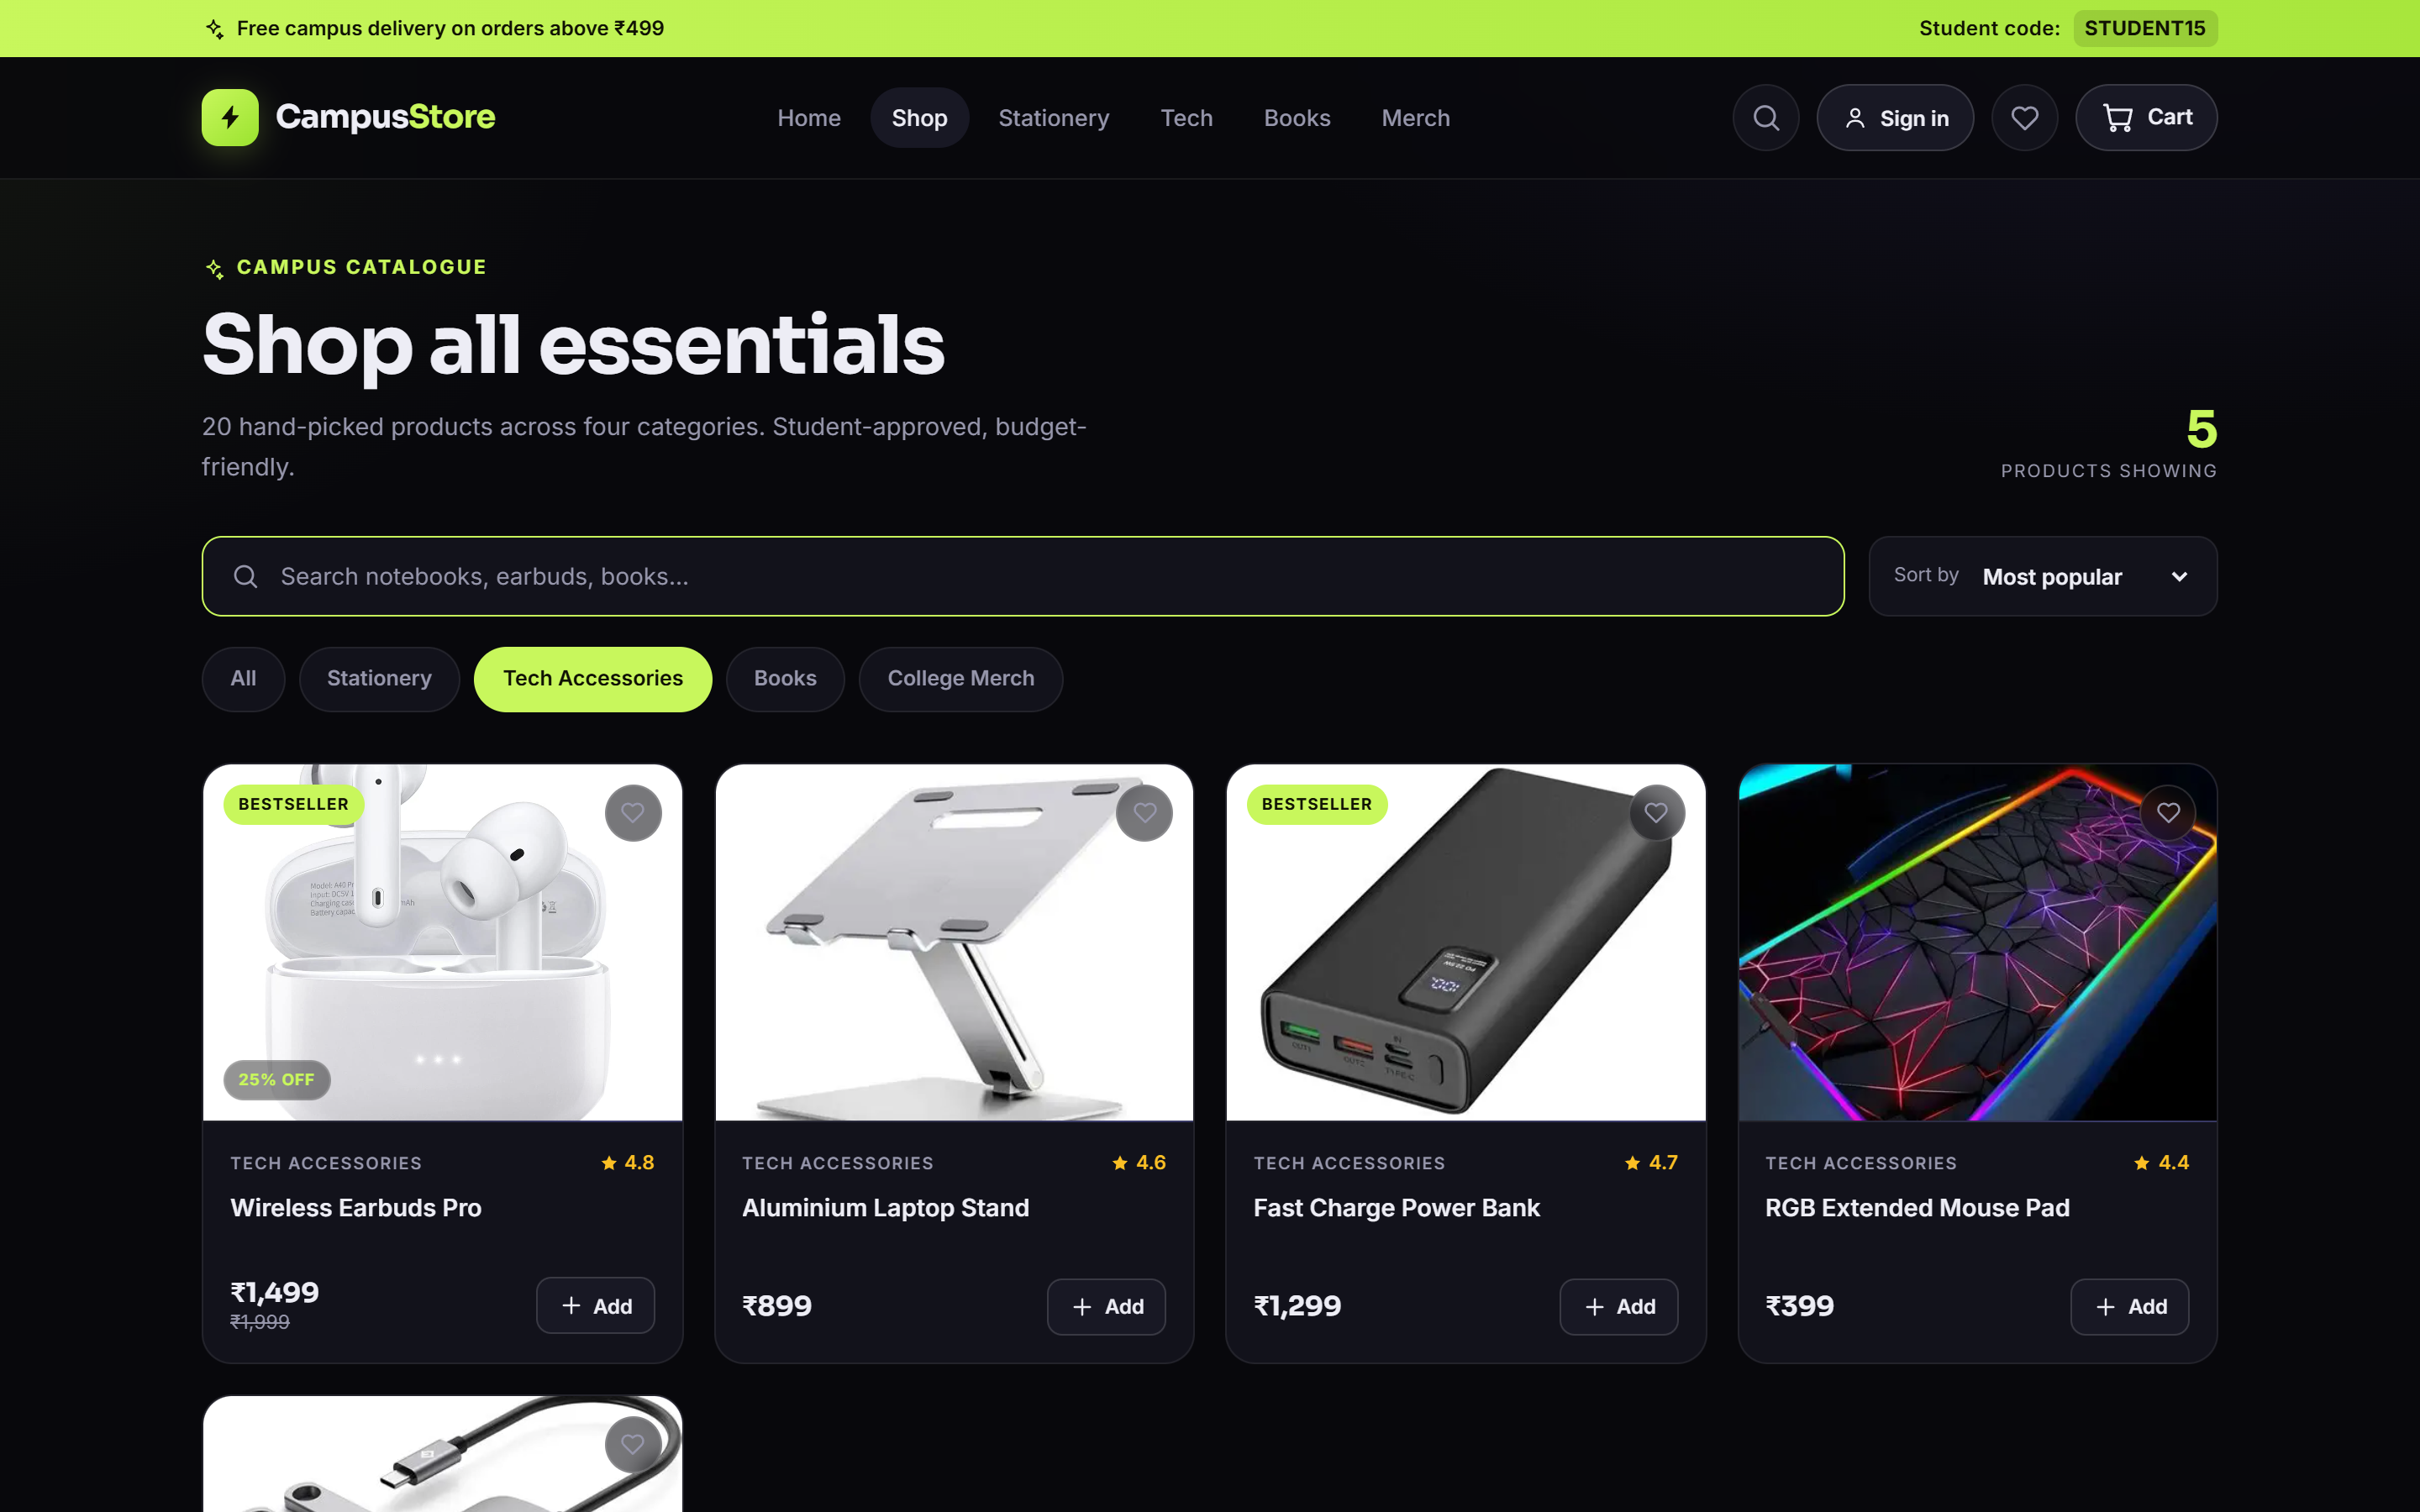 Free campus delivery on orders above ₹499
Student code: STUDENT15
CampusStore
Home Shop Stationery Tech Books Merch
Sign in
Cart
CAMPUS CATALOGUE
Shop all essentials
20 hand-picked products across four categories. Student-approved, budget-
friendly.
5
PRODUCTS SHOWING
Search notebooks, earbuds, books...
Sort by Most popular
All Stationery Tech Accessories Books College Merch
BESTSELLER
25% OFF
TECH ACCESSORIES 4.8
Wireless Earbuds Pro
₹1,499
₹1,999
Add
TECH ACCESSORIES 4.6
Aluminium Laptop Stand
₹899
Add
BESTSELLER
TECH ACCESSORIES 4.7
Fast Charge Power Bank
₹1,299
Add
TECH ACCESSORIES 4.4
RGB Extended Mouse Pad
₹399
Add